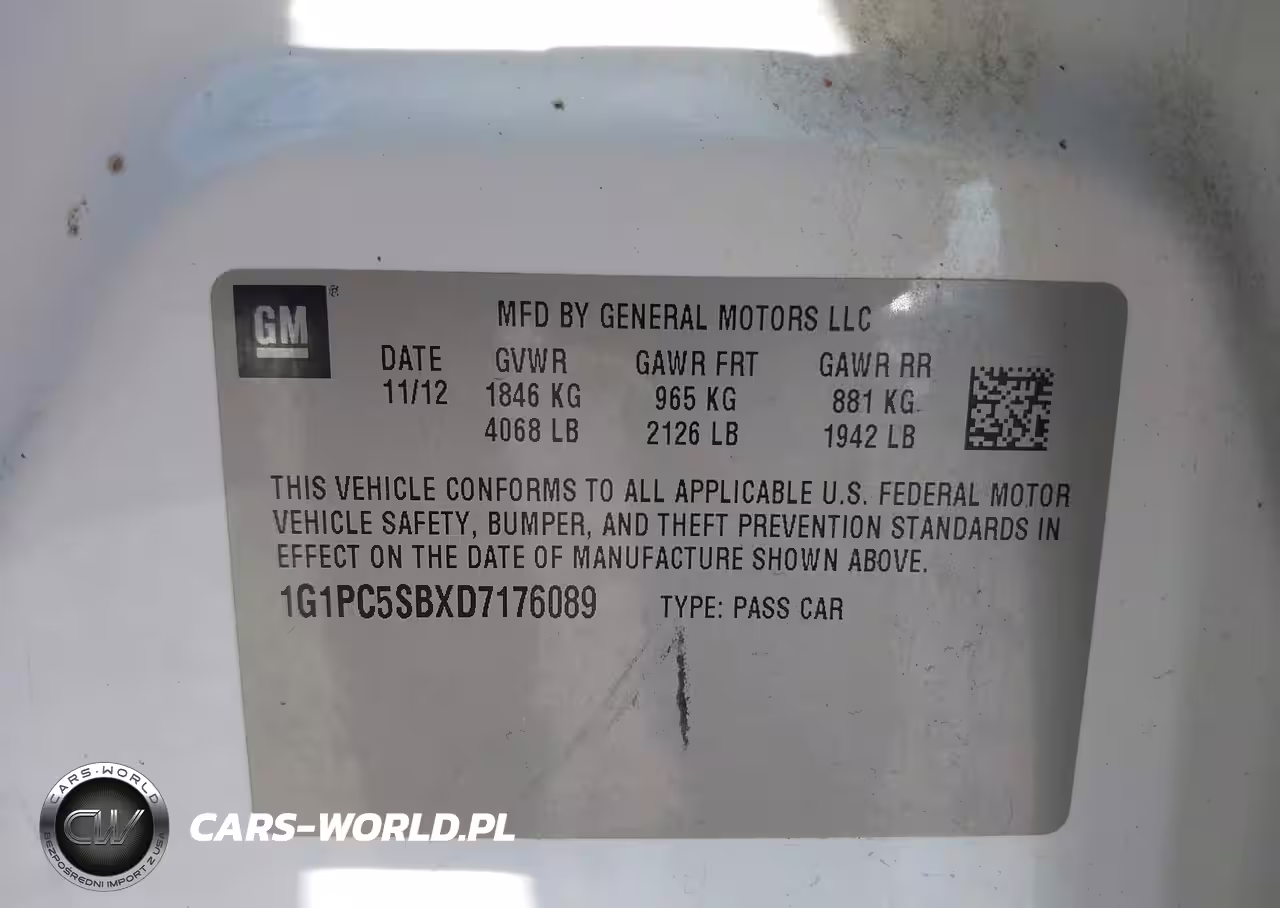 GM ®
MFD BY GENERAL MOTORS LLC
DATE GVWR GAWR FRT GAWR RR
11/12 1846 KG 965 KG 881 KG
4068 LB 2126 LB 1942 LB
THIS VEHICLE CONFORMS TO ALL APPLICABLE U.S. FEDERAL MOTOR
VEHICLE SAFETY, BUMPER, AND THEFT PREVENTION STANDARDS IN
EFFECT ON THE DATE OF MANUFACTURE SHOWN ABOVE.
1G1PC5SBXD7176089 TYPE: PASS CAR
CARS-WORLD
CW
BEZPOŚREDNI IMPORT Z USA
CARS-WORLD.PL